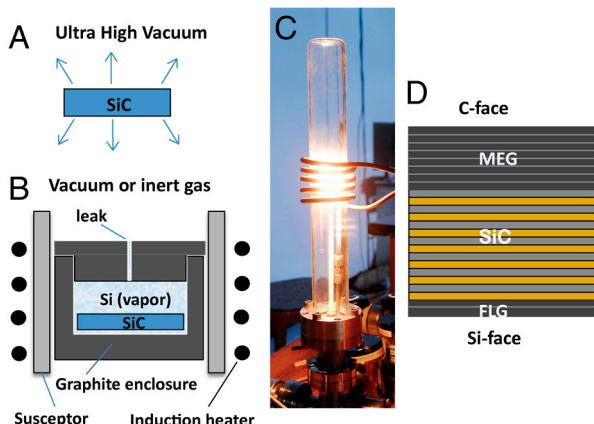 A
Ultra High Vacuum
SiC
B
Vacuum or inert gas
leak
Si (vapor)
SiC
Graphite enclosure
Susceptor
Induction heater
C
D
C-face
MEG
SiC
FLG
Si-face